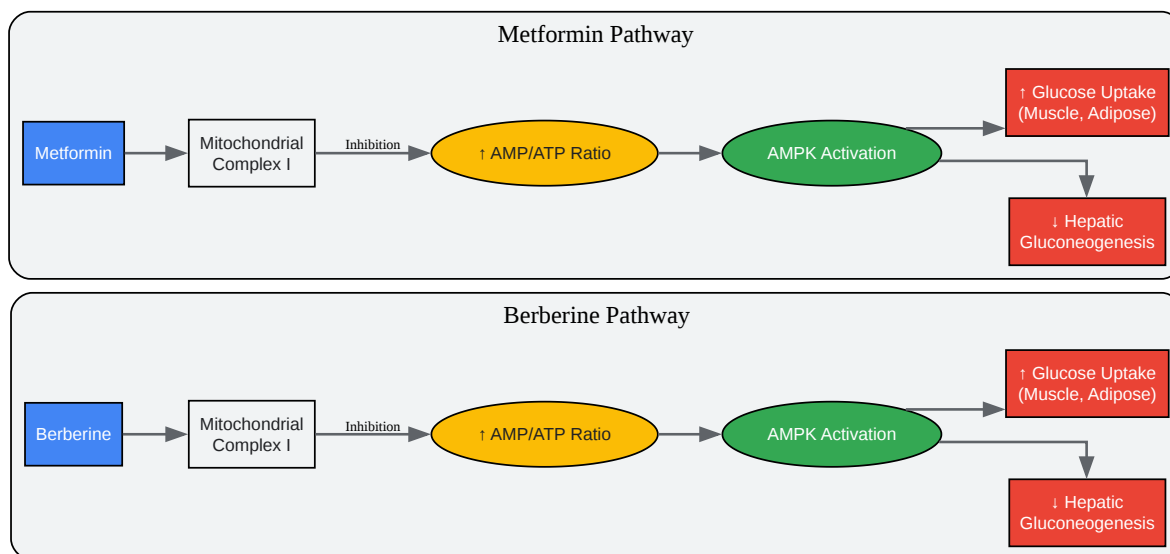 Metformin Pathway
Metformin
Mitochondrial
Complex I
Inhibition
↑ AMP/ATP Ratio
AMPK Activation
↑ Glucose Uptake
(Muscle, Adipose)
↓ Hepatic
Gluconeogenesis
Berberine Pathway
Berberine
Mitochondrial
Complex I
Inhibition
↑ AMP/ATP Ratio
AMPK Activation
↑ Glucose Uptake
(Muscle, Adipose)
↓ Hepatic
Gluconeogenesis